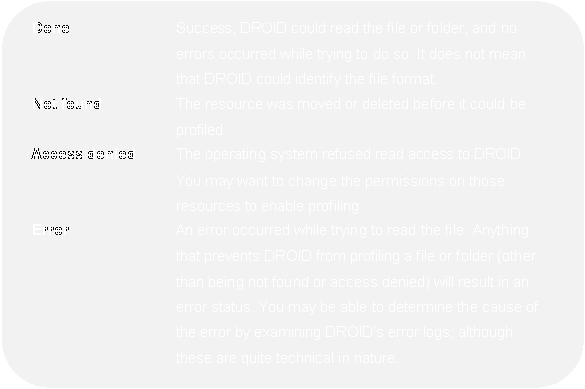 Done Success, DROID could read the file or folder, and no
errors occurred while trying to do so. It does not mean
that DROID could identify the file format.
Not found The resource was moved or deleted before it could be
profiled
Access denied The operating system refused read access to DROID.
You may want to change the permissions on those
resources to enable profiling
Error An error occurred while trying to read the file. Anything
that prevents DROID from profiling a file or folder (other
than being not found or access denied) will result in an
error status. You may be able to determine the cause of
the error by examining DROID's error logs, although
these are quite technical in nature.